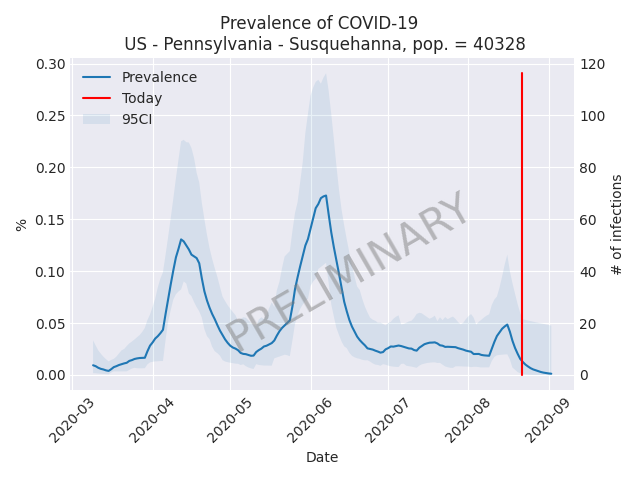 Prevalence of COVID-19
US - Pennsylvania - Susquehanna, pop. = 40328
Prevalence
Today
95CI
PRELIMINARY
%
0.30
0.25
0.20
0.15
0.10
0.05
0.00
# of infections
120
100
80
60
40
20
0
2020-03
2020-04
2020-05
2020-06
2020-07
2020-08
2020-09
Date